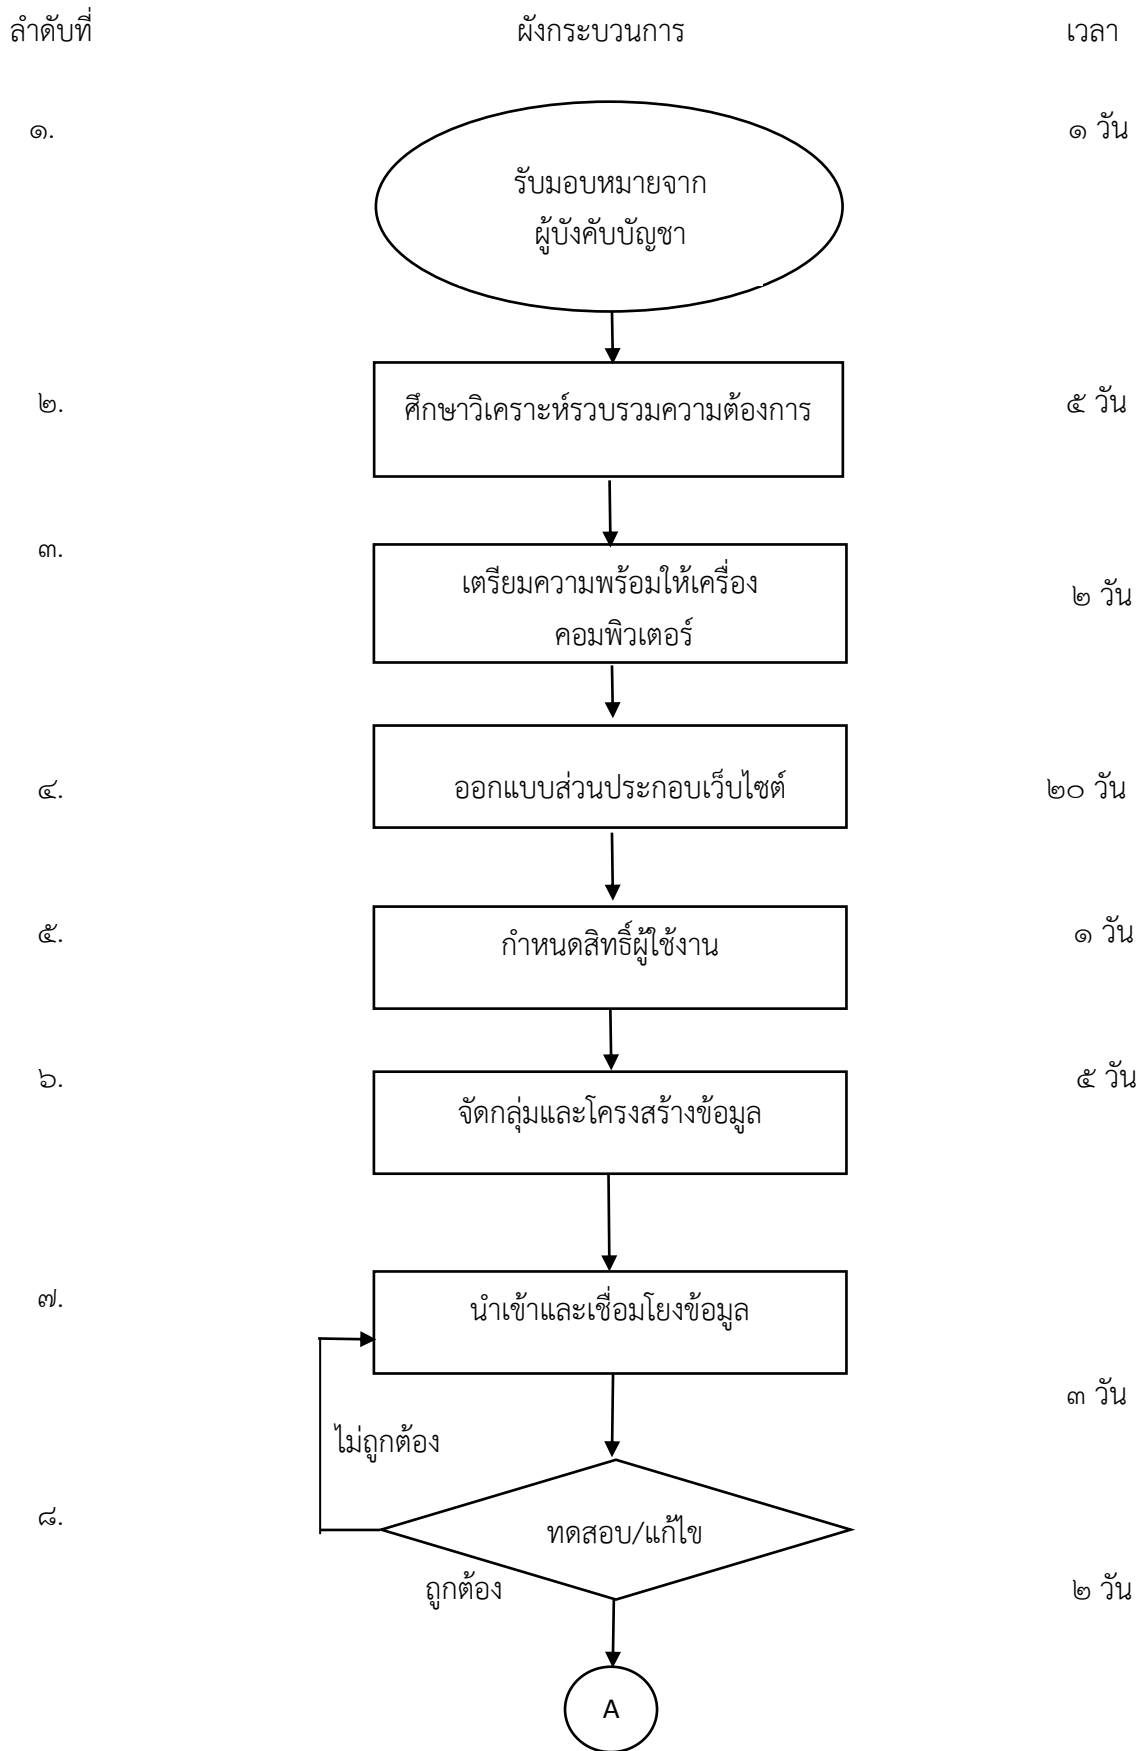 ลำดับที่ ผังกระบวนการ เวลา
๑. ๑ วัน
รับมอบหมายจาก
ผู้บังคับบัญชา
๒. ศึกษาวิเคราะห์รวบรวมความต้องการ ๕ วัน
๓.
เตรียมความพร้อมให้เครื่อง ๒ วัน
คอมพิวเตอร์
๔. ออกแบบส่วนประกอบเว็บไซต์ ๒๐ วัน
๕. กำหนดสิทธิ์ผู้ใช้งาน ๑ วัน
๖. ๕ วัน
จัดกลุ่มและโครงสร้างข้อมูล
๗. นำเข้าและเชื่อมโยงข้อมูล
๓ วัน
ไม่ถูกต้อง
๘. ทดสอบ/แก้ไข
ถูกต้อง ๒ วัน
A